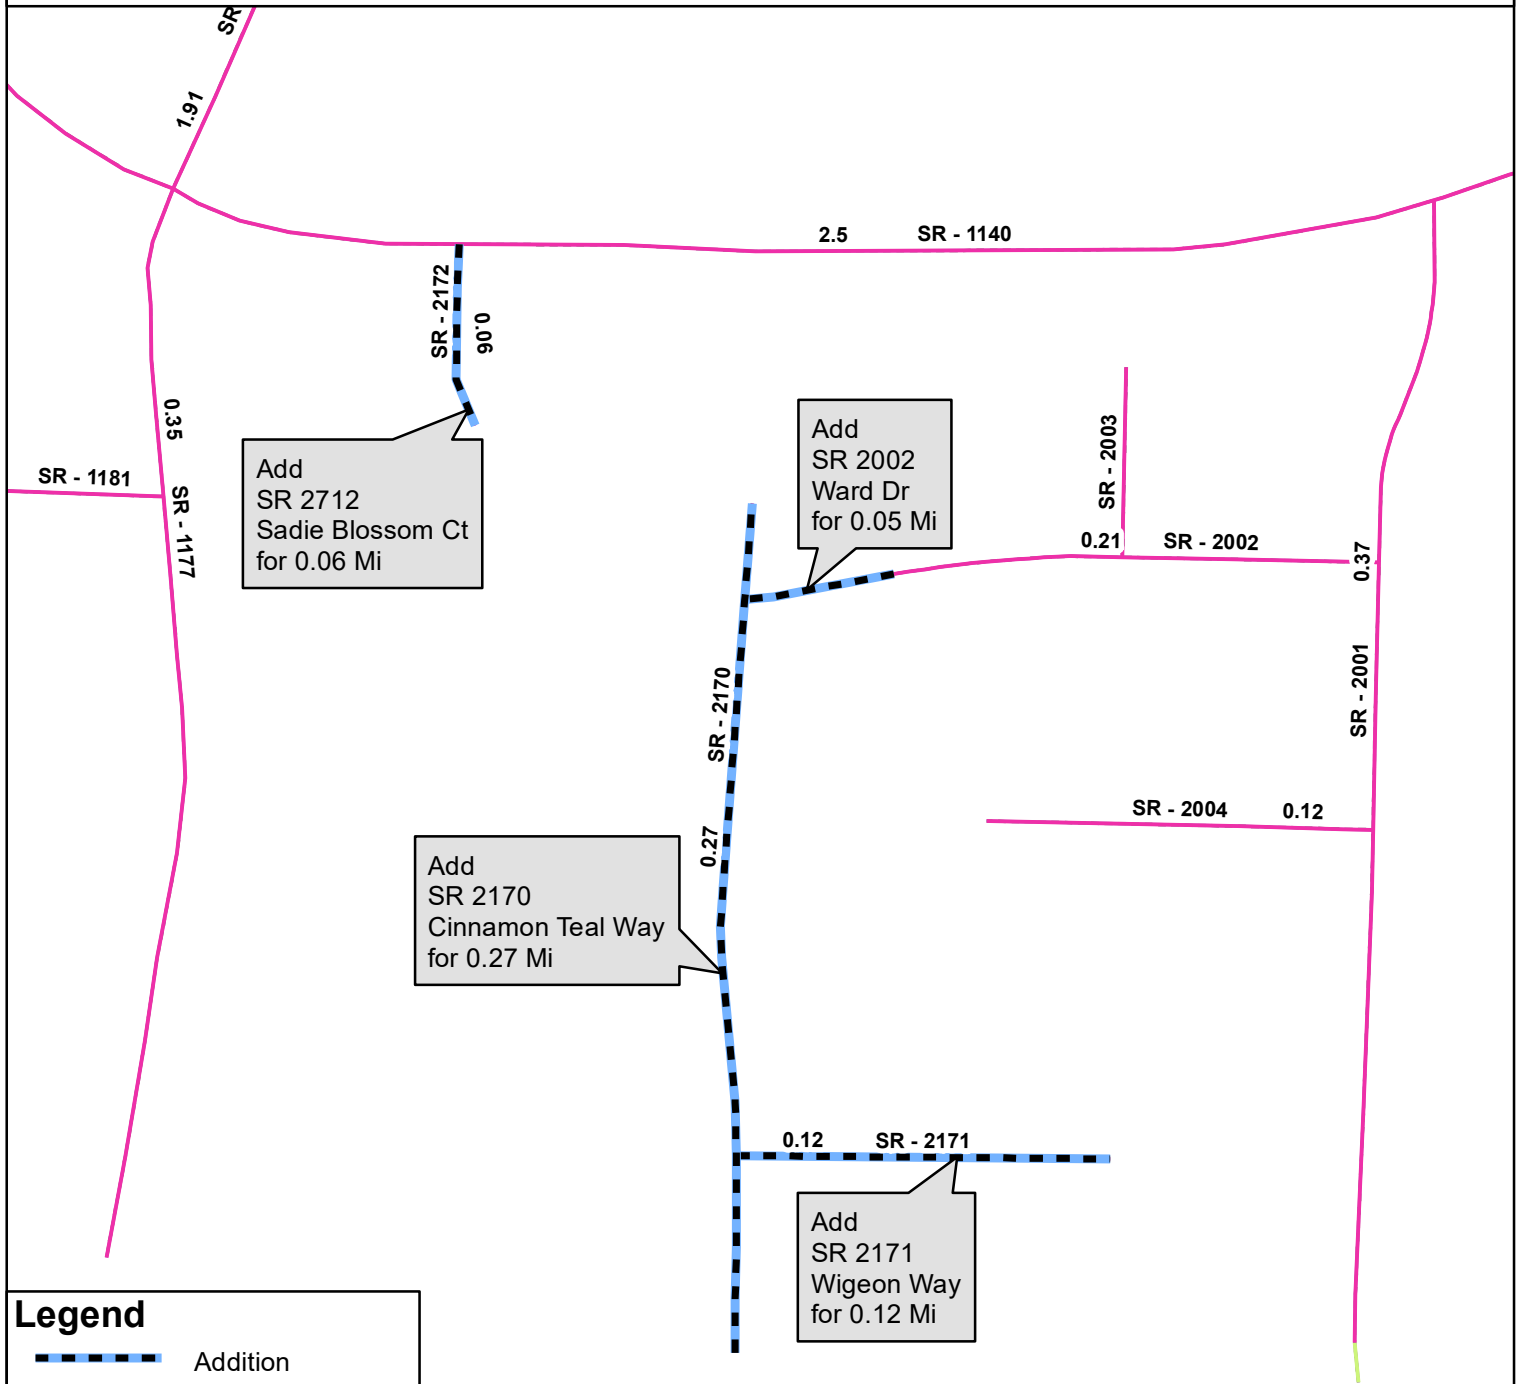 SR
1.91
2.5 SR - 1140
SR - 2172
0.06
0.35
SR - 1181
SR - 1177
Add
SR 2712
Sadie Blossom Ct
for 0.06 Mi
Add
SR 2002
Ward Dr
for 0.05 Mi
SR - 2003
0.21 SR - 2002
0.37
SR - 2001
SR - 2170
0.27
SR - 2004 0.12
Add
SR 2170
Cinnamon Teal Way
for 0.27 Mi
0.12 SR - 2171
Add
SR 2171
Wigeon Way
for 0.12 Mi
Legend
Addition